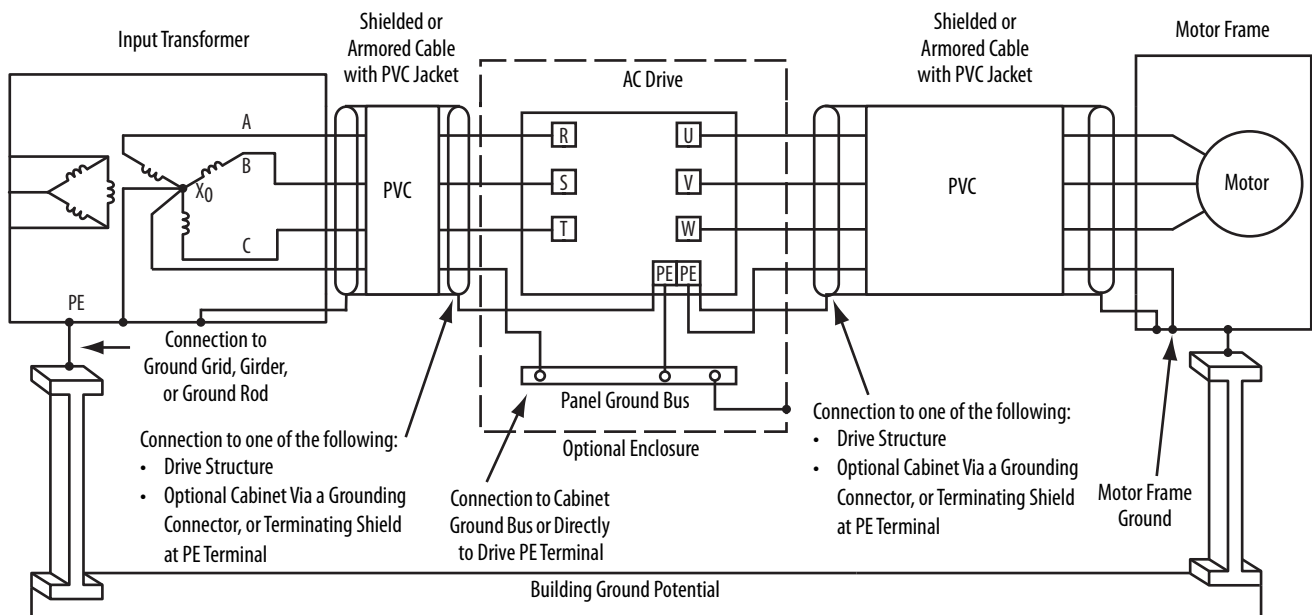 Input Transformer
Shielded or
Armored Cable
with PVC Jacket
AC Drive
Shielded or
Armored Cable
with PVC Jacket
Motor Frame
A
B
X0
C
PE
PVC
R
S
T
U
V
W
PE PE
PVC
Motor
Connection to
Ground Grid, Girder,
or Ground Rod
Panel Ground Bus
Optional Enclosure
Connection to one of the following:
• Drive Structure
• Optional Cabinet Via a Grounding
Connector, or Terminating Shield
at PE Terminal
Connection to Cabinet
Ground Bus or Directly
to Drive PE Terminal
Connection to one of the following:
• Drive Structure
• Optional Cabinet Via a Grounding
Connector, or Terminating Shield
at PE Terminal
Motor Frame
Ground
Building Ground Potential